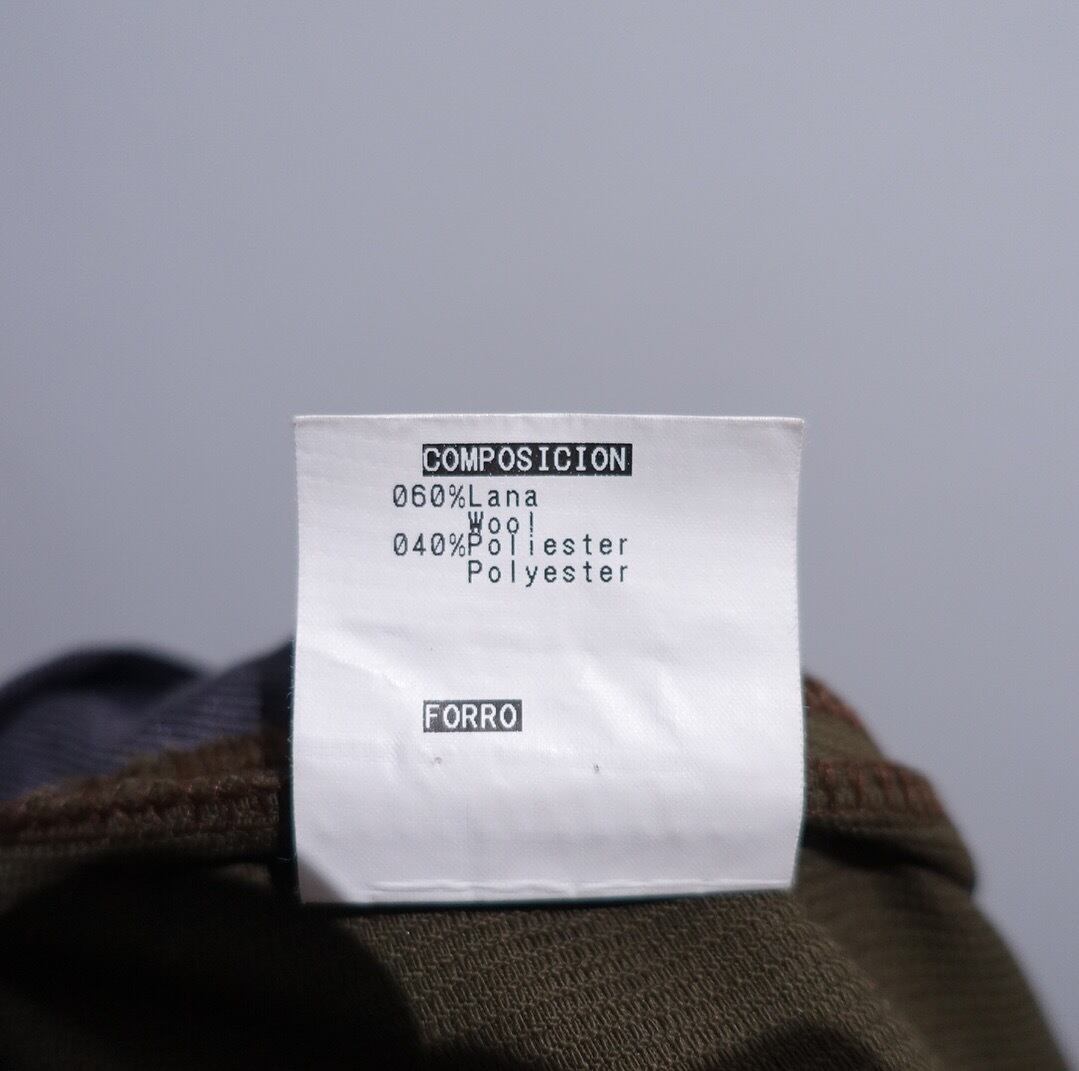 COMPOSICION
060%Lana
Wool
040%Poliester
Polyester
FORRO